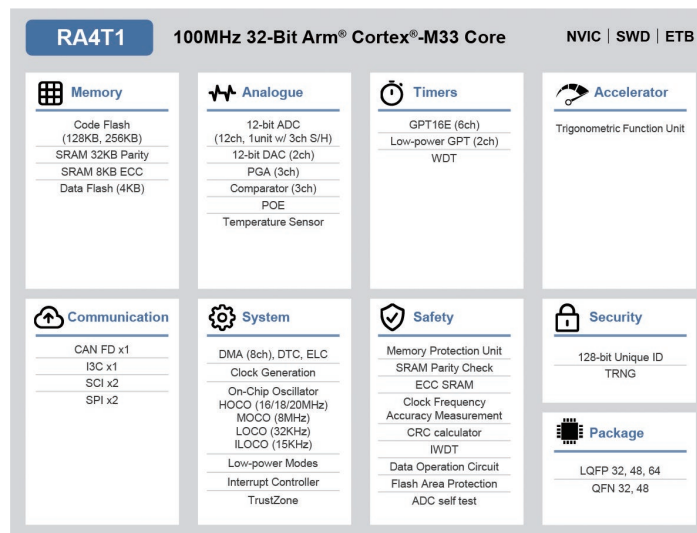 RA4T1
100MHz 32-Bit Arm® Cortex®-M33 Core
NVIC | SWD | ETB
Memory
Code Flash
(128KB, 256KB)
SRAM 32KB Parity
SRAM 8KB ECC
Data Flash (4KB)
Analogue
12-bit ADC
(12ch, 1unit w/ 3ch S/H)
12-bit DAC (2ch)
PGA (3ch)
Comparator (3ch)
POE
Temperature Sensor
Timers
GPT16E (6ch)
Low-power GPT (2ch)
WDT
Accelerator
Trigonometric Function Unit
Communication
CAN FD x1
I3C x1
SCI x2
SPI x2
System
DMA (8ch), DTC, ELC
Clock Generation
On-Chip Oscillator
HOCO (16/18/20MHz)
MOCO (8MHz)
LOCO (32KHz)
ILOCO (15KHz)
Low-power Modes
Interrupt Controller
TrustZone
Safety
Memory Protection Unit
SRAM Parity Check
ECC SRAM
Clock Frequency
Accuracy Measurement
CRC calculator
IWDT
Data Operation Circuit
Flash Area Protection
ADC self test
Security
128-bit Unique ID
TRNG
Package
LQFP 32, 48, 64
QFN 32, 48